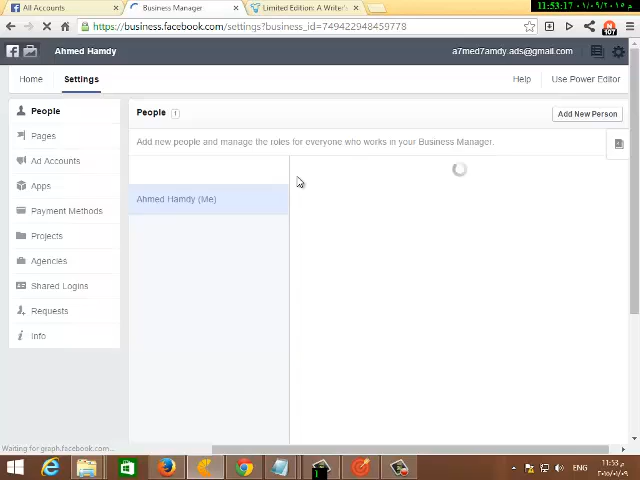 All Accounts
Business Manager
Limited Edition: A Writer's
https://business.facebook.com/settings?business_id=749422948459778
107
Ahmed Hamdy
a7med7amdy.ads@gmail.com
Home
Settings
Help
Use Power Editor
People
Pages
Ad Accounts
Apps
Payment Methods
Projects
Agencies
Shared Logins
Requests
Info
People 1
Add New Person
Add new people and manage the roles for everyone who works in your Business Manager.
Ahmed Hamdy (Me)
Waiting for graph.facebook.com...
ENG